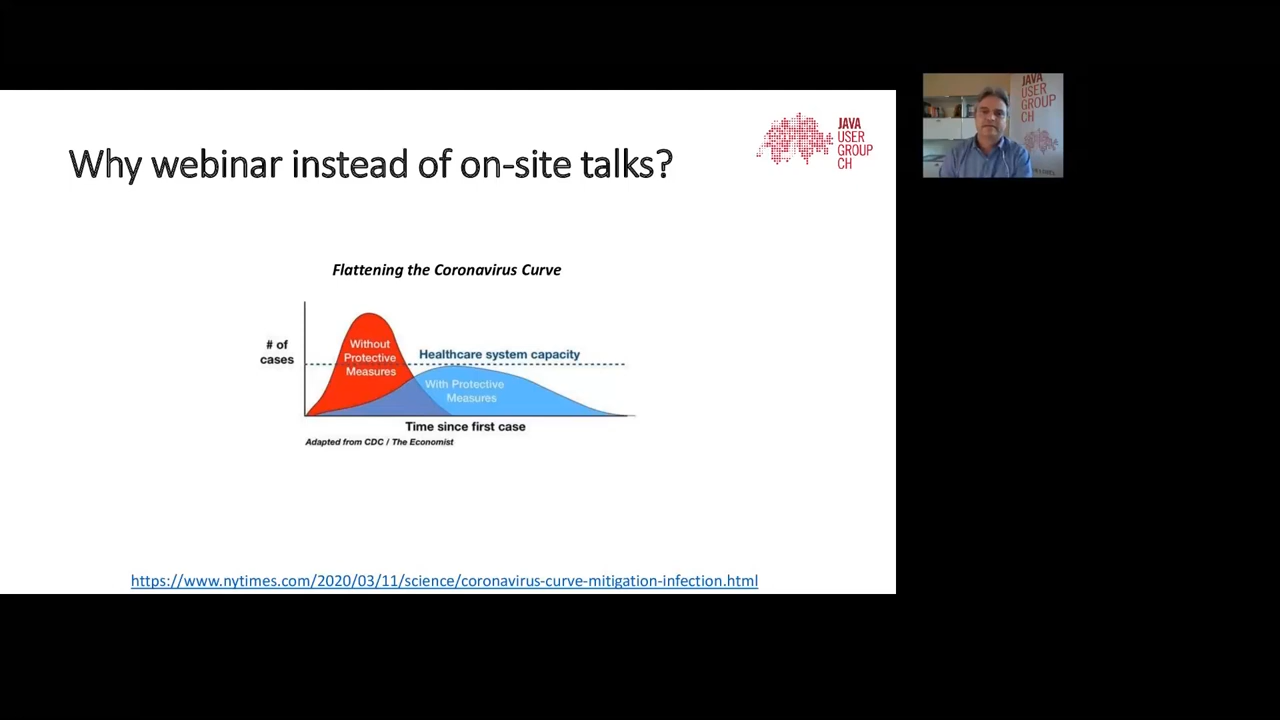 Why webinar instead of on-site talks?
JAVA
USER
GROUP
CH
JAVA
USER
GROUP
CH
Flattening the Coronavirus Curve
# of
cases
Without
Protective
Measures
Healthcare system capacity
With Protective
Measures
Time since first case
Adapted from CDC / The Economist
https://www.nytimes.com/2020/03/11/science/coronavirus-curve-mitigation-infection.html